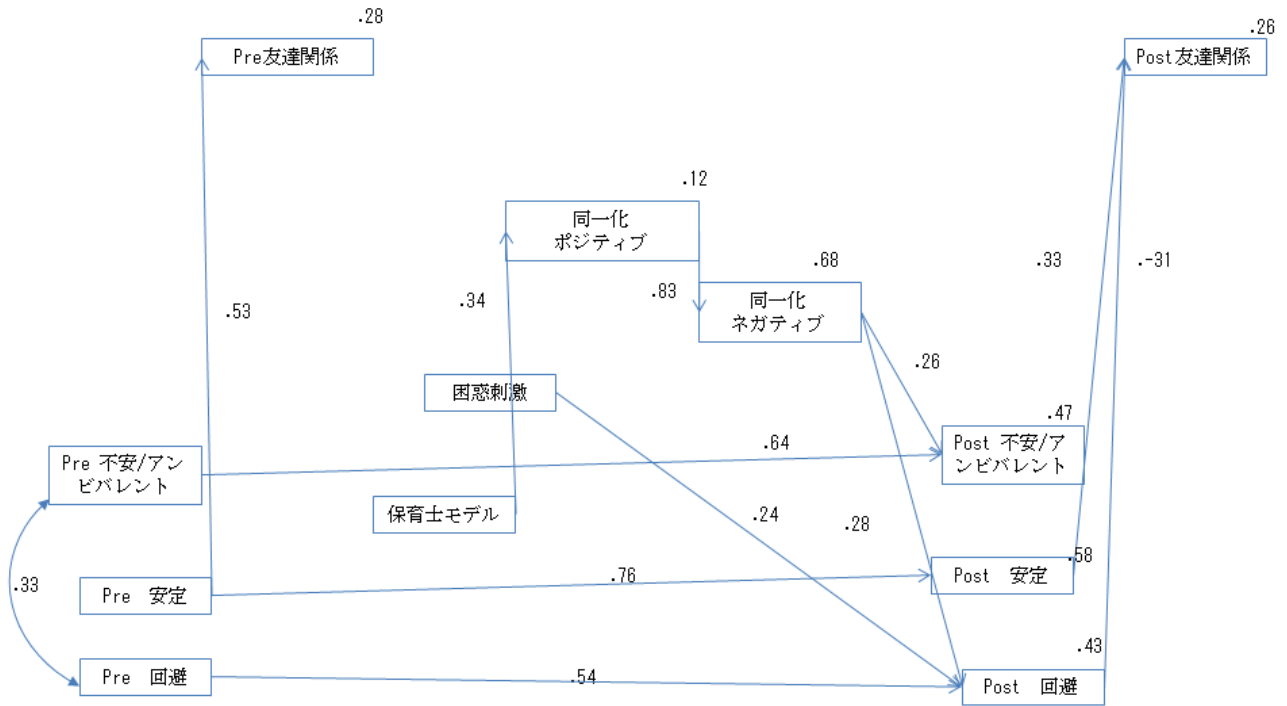 .28
Pre友達関係
.26
Post友達関係
.12
同一化
ポジティブ
.68
.33
.-31
.83
同一化
ネガティブ
.34
.53
.26
困惑刺激
.47
Pre 不安/アン
ビバレント
.64
Post 不安/ア
ンビバレント
保育士モデル
.24
.28
.33
Pre 安定
.76
.58
Post 安定
.43
Pre 回避
.54
Post 回避